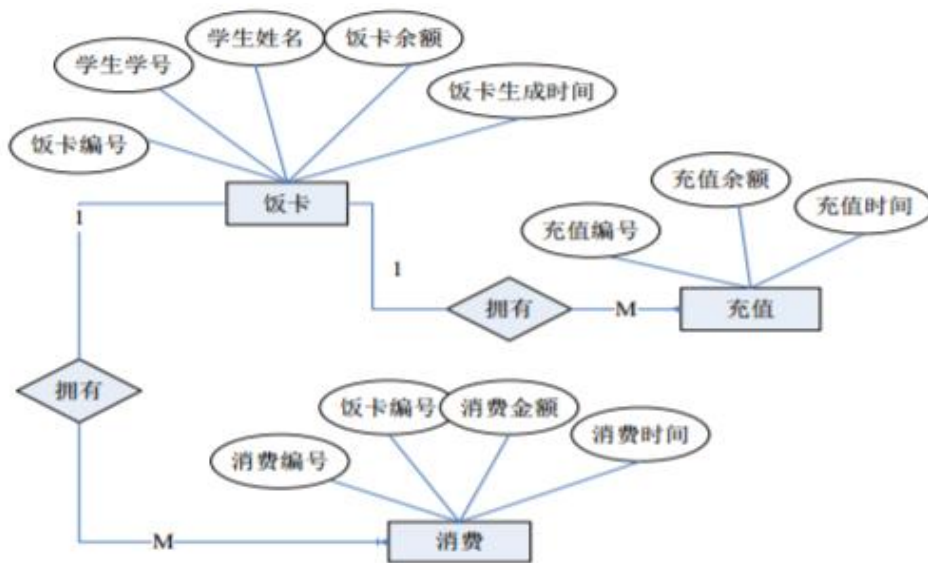 学生姓名
饭卡余额
学生学号
饭卡生成时间
饭卡编号
饭卡
充值余额
充值时间
充值编号
1
1
拥有
M
充值
拥有
饭卡编号
消费金额
消费时间
消费编号
M
消费